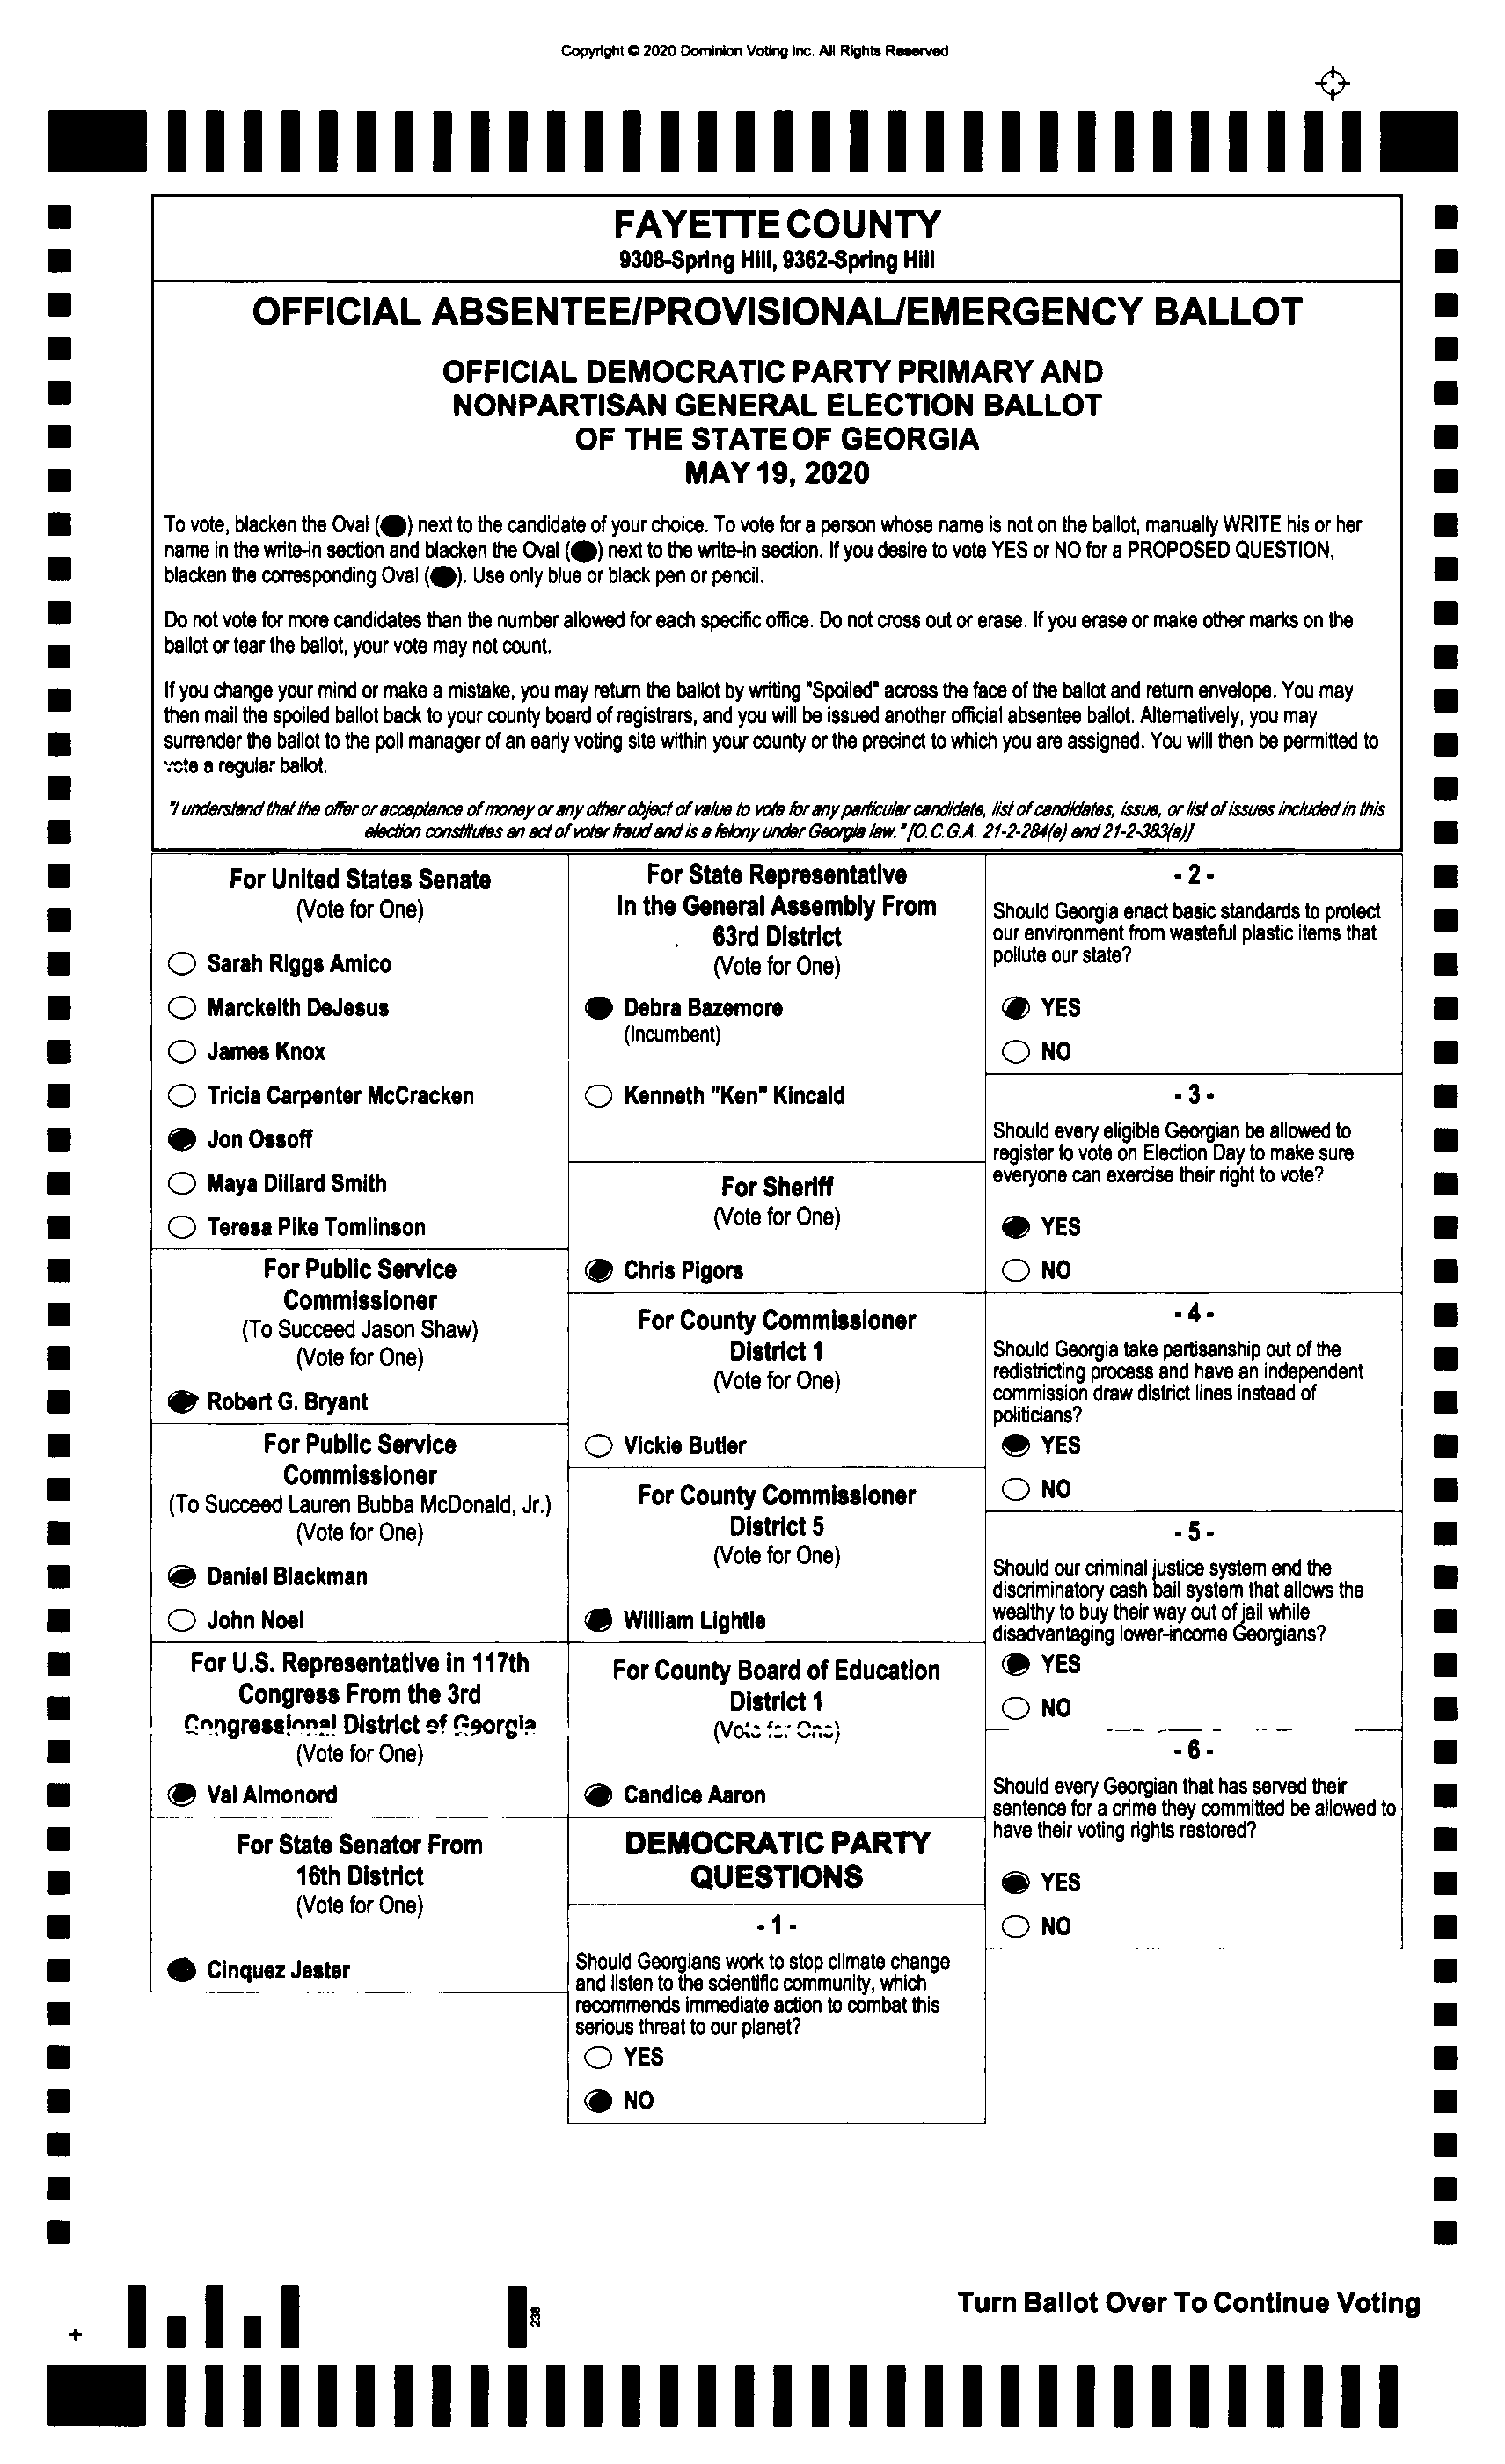 Copyright © 2020 Dominion Voting Inc. All Rights Reserved
FAYETTE COUNTY
9308-Spring Hill, 9362-Spring Hill
OFFICIAL ABSENTEE/PROVISIONAL/EMERGENCY BALLOT
OFFICIAL DEMOCRATIC PARTY PRIMARY AND
NONPARTISAN GENERAL ELECTION BALLOT
OF THE STATE OF GEORGIA
MAY 19, 2020
To vote, blacken the Oval ( ) next to the candidate of your choice. To vote for a person whose name is not on the ballot, manually WRITE his or her
name in the write-in section and blacken the Oval ( ) next to the write-in section. If you desire to vote YES or NO for a PROPOSED QUESTION,
blacken the corresponding Oval ( ). Use only blue or black pen or pencil.
Do not vote for more candidates than the number allowed for each specific office. Do not cross out or erase. If you erase or make other marks on the
ballot or tear the ballot, your vote may not count.
If you change your mind or make a mistake, you may return the ballot by writing "Spoiled" across the face of the ballot and return envelope. You may
then mail the spoiled ballot back to your county board of registrars, and you will be issued another official absentee ballot. Alternatively, you may
surrender the ballot to the poll manager of an early voting site within your county or the precinct to which you are assigned. You will then be permitted to
vote a regular ballot.
"I understand that the offer or acceptance of money or any other object of value to vote for any particular candidate, list of candidates, issue, or list of issues included in this
election constitutes an act of voter fraud and is a felony under Georgia law." [O.C.G.A. 21-2-284(e) and 21-2-383(a)]
For United States Senate
(Vote for One)
Sarah Riggs Amico
Marckeith DeJesus
James Knox
Tricia Carpenter McCracken
Jon Ossoff
Maya Dillard Smith
Teresa Pike Tomlinson
For Public Service
Commissioner
(To Succeed Jason Shaw)
(Vote for One)
Robert G. Bryant
For Public Service
Commissioner
(To Succeed Lauren Bubba McDonald, Jr.)
(Vote for One)
Daniel Blackman
John Noel
For U.S. Representative in 117th
Congress From the 3rd
Congressional District of Georgia
(Vote for One)
Val Almonord
For State Senator From
16th District
(Vote for One)
Cinquez Jester
For State Representative
In the General Assembly From
63rd District
(Vote for One)
Debra Bazemore
(Incumbent)
Kenneth "Ken" Kincaid
For Sheriff
(Vote for One)
Chris Pigors
For County Commissioner
District 1
(Vote for One)
Vickie Butler
For County Commissioner
District 5
(Vote for One)
William Lightle
For County Board of Education
District 1
(Vote for One)
Candice Aaron
DEMOCRATIC PARTY
QUESTIONS
- 1 -
Should Georgians work to stop climate change
and listen to the scientific community, which
recommends immediate action to combat this
serious threat to our planet?
YES
NO
- 2 -
Should Georgia enact basic standards to protect
our environment from wasteful plastic items that
pollute our state?
YES
NO
- 3 -
Should every eligible Georgian be allowed to
register to vote on Election Day to make sure
everyone can exercise their right to vote?
YES
NO
- 4 -
Should Georgia take partisanship out of the
redistricting process and have an independent
commission draw district lines instead of
politicians?
YES
NO
- 5 -
Should our criminal justice system end the
discriminatory cash bail system that allows the
wealthy to buy their way out of jail while
disadvantaging lower-income Georgians?
YES
NO
- 6 -
Should every Georgian that has served their
sentence for a crime they committed be allowed to
have their voting rights restored?
YES
NO
238
Turn Ballot Over To Continue Voting